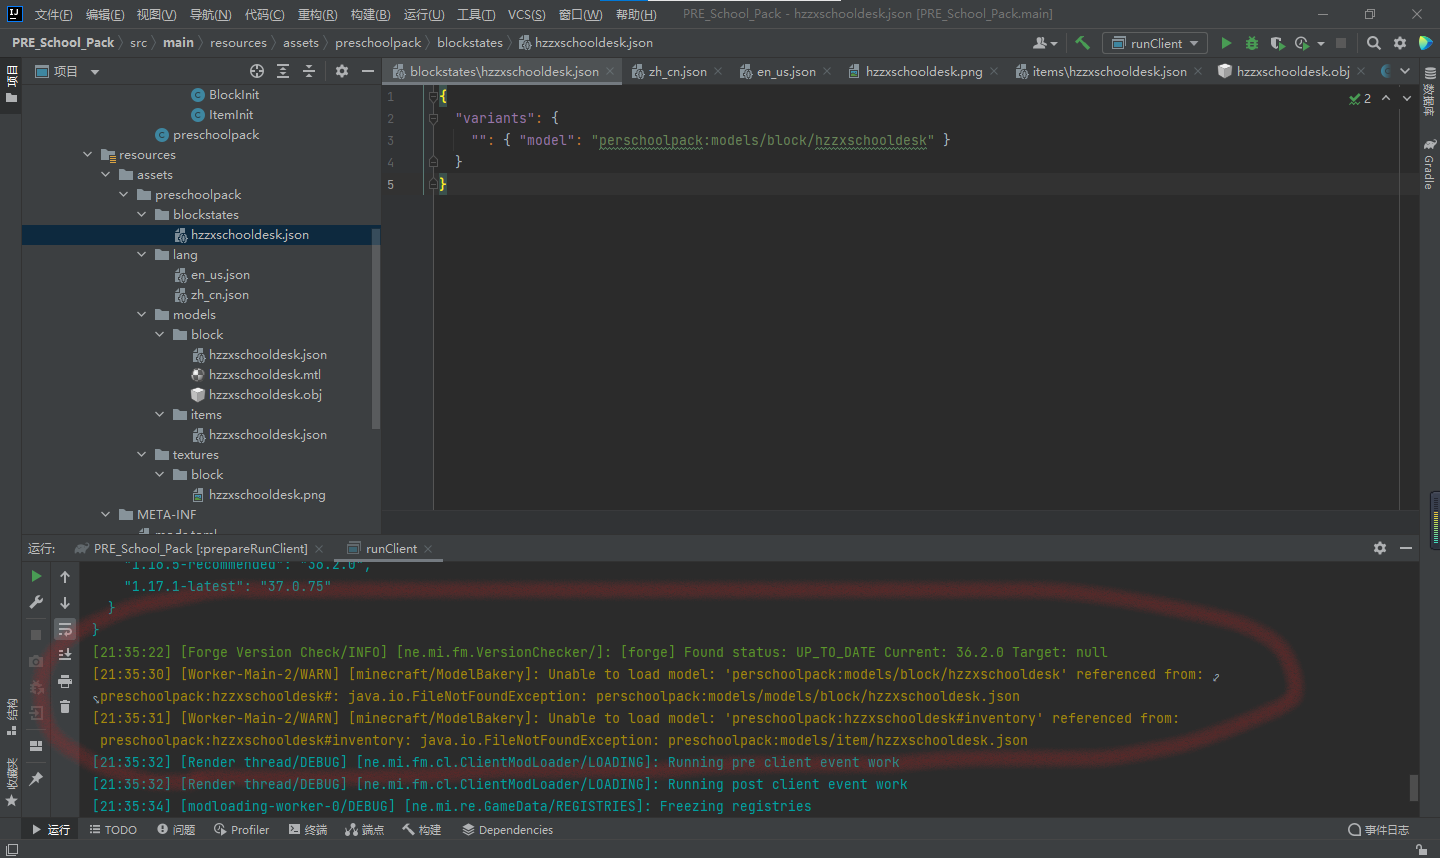 文件(F) 编辑(E) 视图(V) 导航(N) 代码(C) 重构(R) 构建(B) 运行(U) 工具(T) VCS(S) 窗口(W) 帮助(H) PRE_School_Pack - hzzxschooldesk.json [PRE_School_Pack.main]
PRE_School_Pack src main resources assets preschoolpack blockstates hzzxschooldesk.json runClient
项目
blockstates\hzzxschooldesk.json zh_cn.json en_us.json hzzxschooldesk.png items\hzzxschooldesk.json hzzxschooldesk.obj
项目
BlockInit
ItemInit
preschoolpack
resources
assets
preschoolpack
blockstates
hzzxschooldesk.json
lang
en_us.json
zh_cn.json
models
block
hzzxschooldesk.json
hzzxschooldesk.mtl
hzzxschooldesk.obj
items
hzzxschooldesk.json
textures
block
hzzxschooldesk.png
META-INF
1 {
2 "variants": {
3 "": { "model": "perschoolpack:models/block/hzzxschooldesk" }
4 }
5 }
2
数据库
Gradle
运行: PRE_School_Pack [:prepareRunClient] runClient
"1.16.5-recommended": "36.2.0",
"1.17.1-latest": "37.0.75"
}
}
[21:35:22] [Forge Version Check/INFO] [ne.mi.fm.VersionChecker/]: [forge] Found status: UP_TO_DATE Current: 36.2.0 Target: null
[21:35:30] [Worker-Main-2/WARN] [minecraft/ModelBakery]: Unable to load model: 'perschoolpack:models/block/hzzxschooldesk' referenced from:
preschoolpack:hzzxschooldesk#: java.io.FileNotFoundException: perschoolpack:models/models/block/hzzxschooldesk.json
[21:35:31] [Worker-Main-2/WARN] [minecraft/ModelBakery]: Unable to load model: 'preschoolpack:hzzxschooldesk#inventory' referenced from:
preschoolpack:hzzxschooldesk#inventory: java.io.FileNotFoundException: preschoolpack:models/item/hzzxschooldesk.json
[21:35:32] [Render thread/DEBUG] [ne.mi.fm.cl.ClientModLoader/LOADING]: Running pre client event work
[21:35:32] [Render thread/DEBUG] [ne.mi.fm.cl.ClientModLoader/LOADING]: Running post client event work
[21:35:34] [modloading-worker-0/DEBUG] [ne.mi.re.GameData/REGISTRIES]: Freezing registries
结构
收藏夹
运行 TODO 问题 Profiler 终端 端点 构建 Dependencies 事件日志